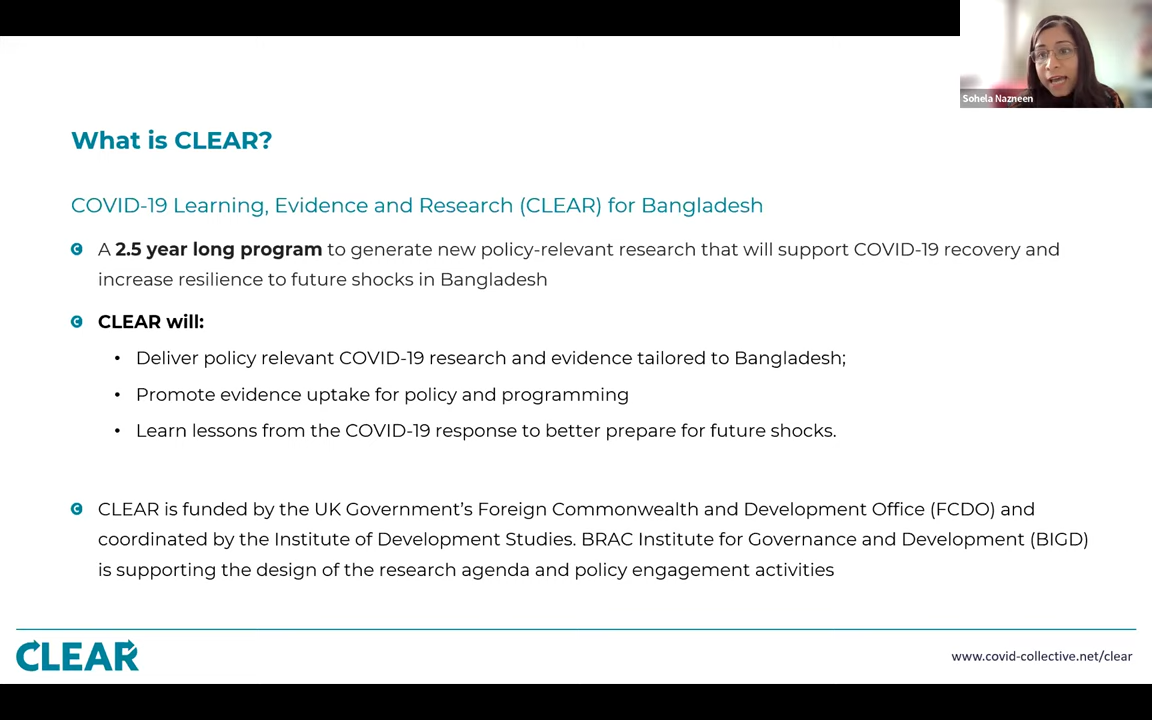 Sohela Nazneen
What is CLEAR?
COVID-19 Learning, Evidence and Research (CLEAR) for Bangladesh
A 2.5 year long program to generate new policy-relevant research that will support COVID-19 recovery and
increase resilience to future shocks in Bangladesh
CLEAR will:
• Deliver policy relevant COVID-19 research and evidence tailored to Bangladesh;
• Promote evidence uptake for policy and programming
• Learn lessons from the COVID-19 response to better prepare for future shocks.
CLEAR is funded by the UK Government’s Foreign Commonwealth and Development Office (FCDO) and
coordinated by the Institute of Development Studies. BRAC Institute for Governance and Development (BIGD)
is supporting the design of the research agenda and policy engagement activities
CLEAR
www.covid-collective.net/clear